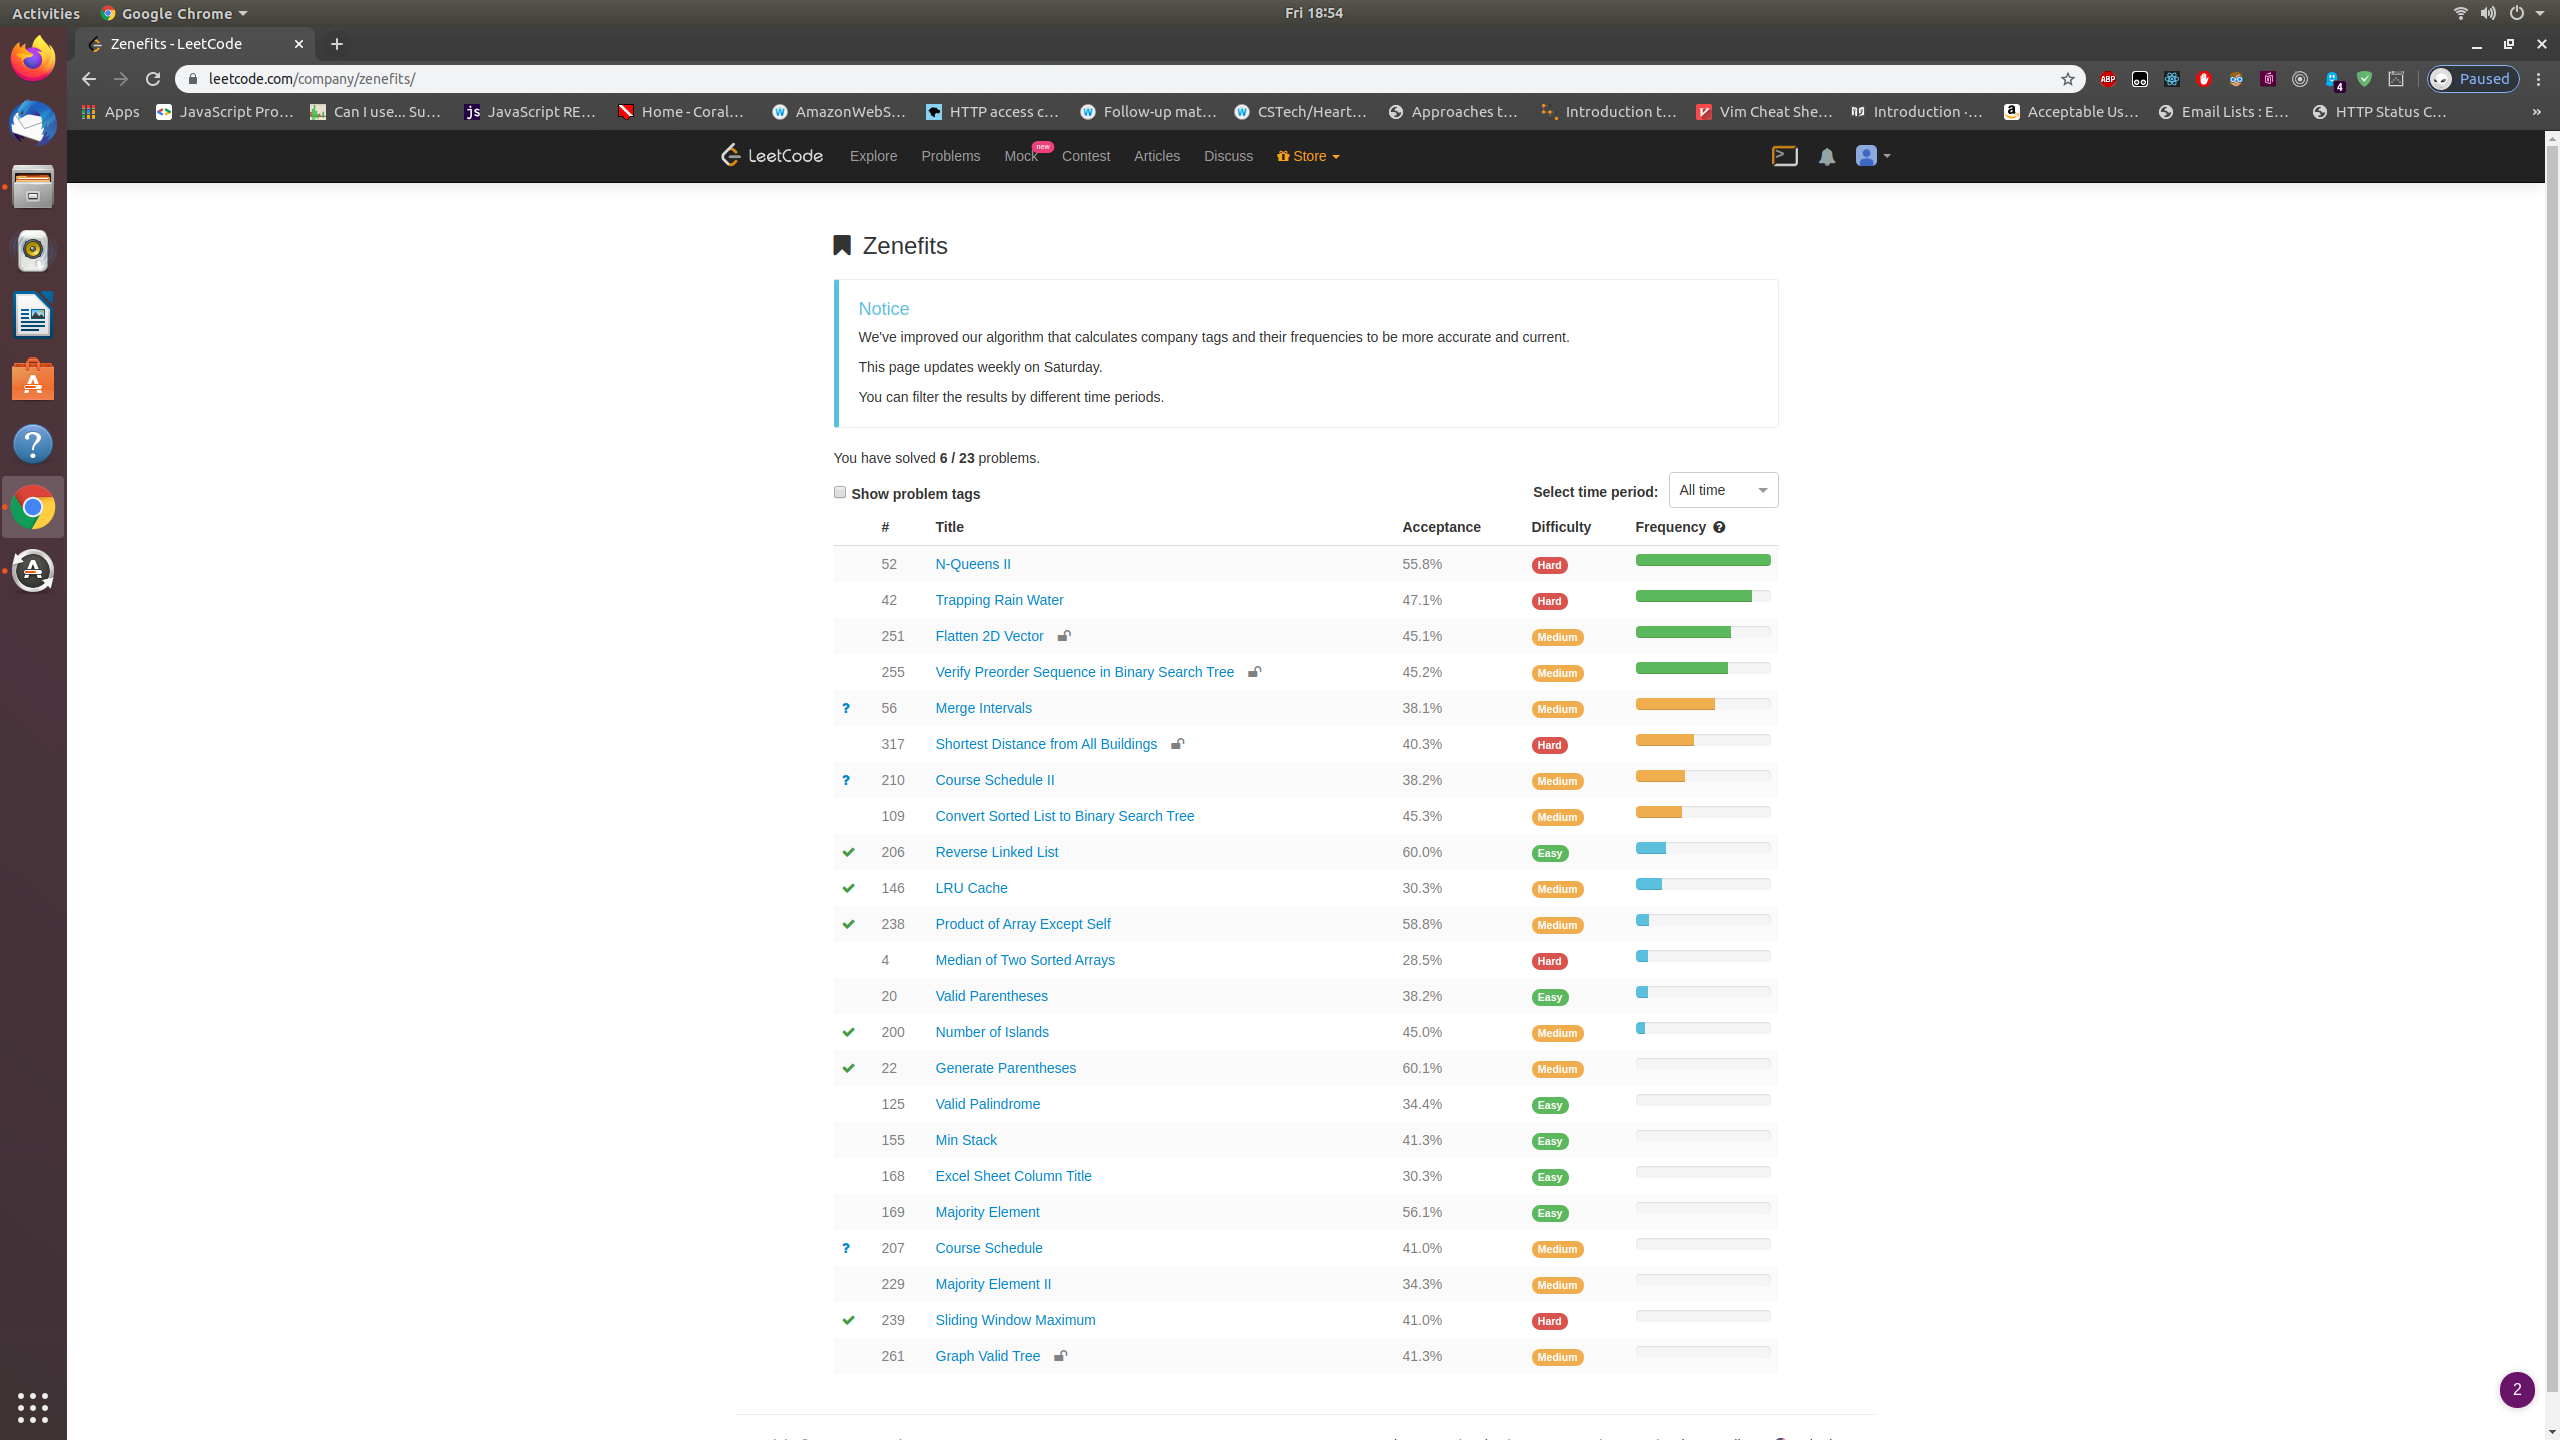 Activities Google Chrome Fri 18:54
Zenefits - LeetCode
leetcode.com/company/zenefits/ ABP 4 Paused
Apps JavaScript Pro… Can I use... Su… JavaScript RE… Home - Coral… AmazonWebS… HTTP access c… Follow-up mat… CSTech/Heart… Approaches t… Introduction t… Vim Cheat She… Introduction ·… Acceptable Us… Email Lists : E… HTTP Status C… »
LeetCode Explore Problems Mock new Contest Articles Discuss Store
Zenefits
Notice
We've improved our algorithm that calculates company tags and their frequencies to be more accurate and current.
This page updates weekly on Saturday.
You can filter the results by different time periods.
You have solved 6 / 23 problems.
Show problem tags Select time period: All time
# Title Acceptance Difficulty Frequency ?
52 N-Queens II 55.8% Hard
42 Trapping Rain Water 47.1% Hard
251 Flatten 2D Vector 45.1% Medium
255 Verify Preorder Sequence in Binary Search Tree 45.2% Medium
? 56 Merge Intervals 38.1% Medium
317 Shortest Distance from All Buildings 40.3% Hard
? 210 Course Schedule II 38.2% Medium
109 Convert Sorted List to Binary Search Tree 45.3% Medium
206 Reverse Linked List 60.0% Easy
146 LRU Cache 30.3% Medium
238 Product of Array Except Self 58.8% Medium
4 Median of Two Sorted Arrays 28.5% Hard
20 Valid Parentheses 38.2% Easy
200 Number of Islands 45.0% Medium
22 Generate Parentheses 60.1% Medium
125 Valid Palindrome 34.4% Easy
155 Min Stack 41.3% Easy
168 Excel Sheet Column Title 30.3% Easy
169 Majority Element 56.1% Easy
? 207 Course Schedule 41.0% Medium
229 Majority Element II 34.3% Medium
239 Sliding Window Maximum 41.0% Hard
261 Graph Valid Tree 41.3% Medium
2